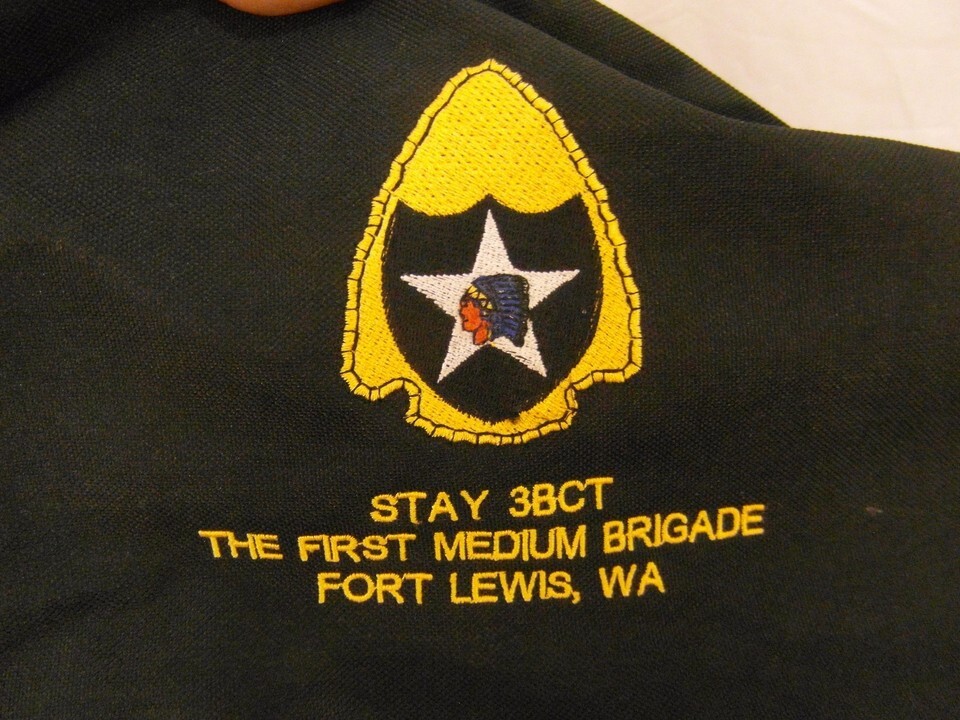 STAY 3BCT
THE FIRST MEDIUM BRIGADE
FORT LEWIS, WA